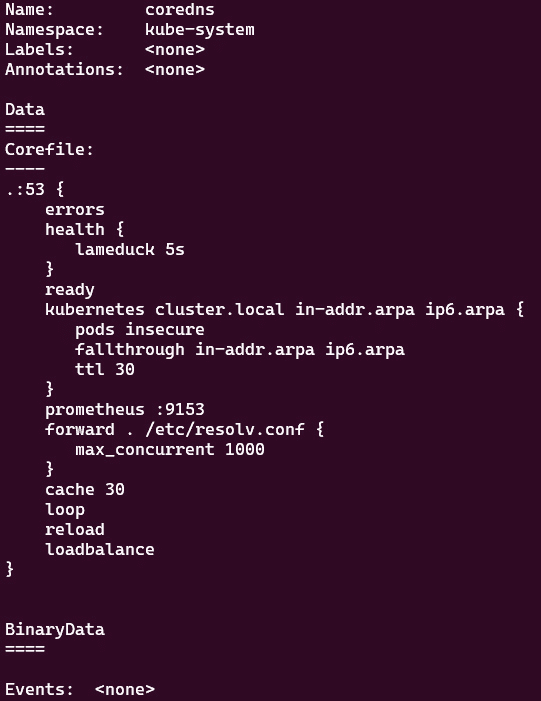 Name:         coredns
Namespace:    kube-system
Labels:       <none>
Annotations:  <none>

Data
====
Corefile:
----
.:53 {
    errors
    health {
       lameduck 5s
    }
    ready
    kubernetes cluster.local in-addr.arpa ip6.arpa {
       pods insecure
       fallthrough in-addr.arpa ip6.arpa
       ttl 30
    }
    prometheus :9153
    forward . /etc/resolv.conf {
       max_concurrent 1000
    }
    cache 30
    loop
    reload
    loadbalance
}


BinaryData
====

Events:  <none>